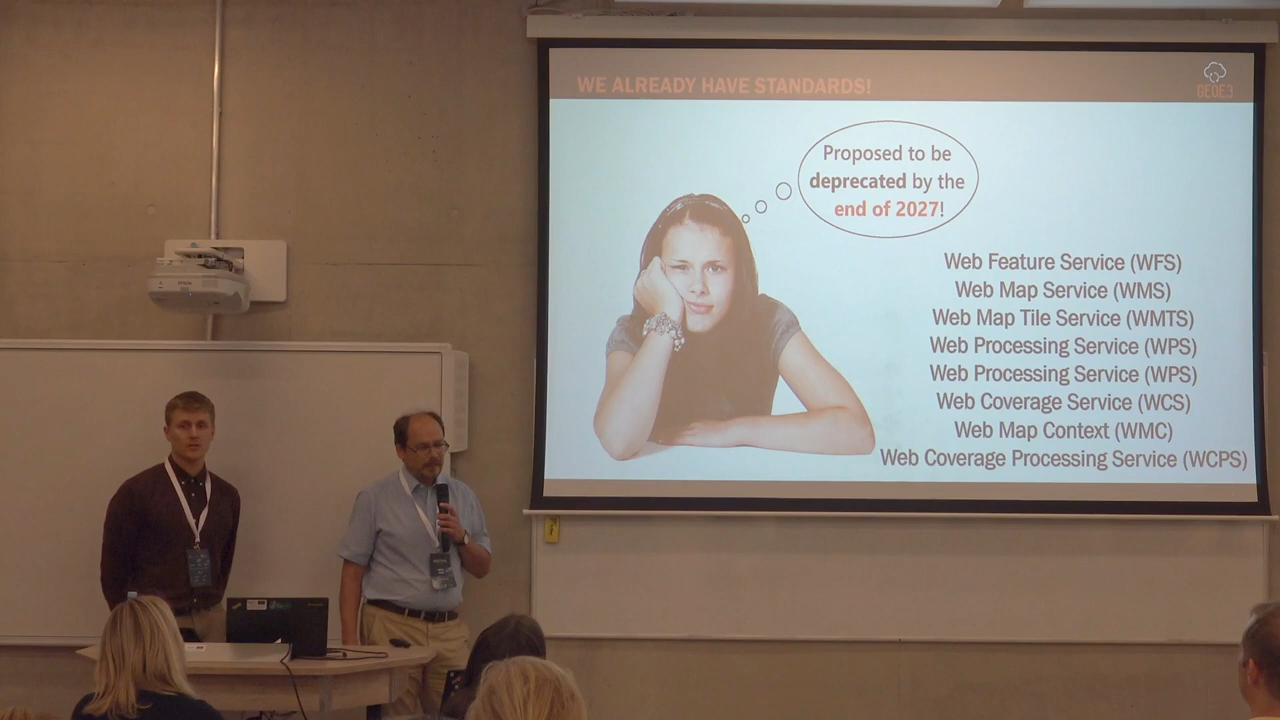 WE ALREADY HAVE STANDARDS!
GEOE3
Proposed to be
deprecated by the
end of 2027!
Web Feature Service (WFS)
Web Map Service (WMS)
Web Map Tile Service (WMTS)
Web Processing Service (WPS)
Web Processing Service (WPS)
Web Coverage Service (WCS)
Web Map Context (WMC)
Web Coverage Processing Service (WCPS)
EPSON